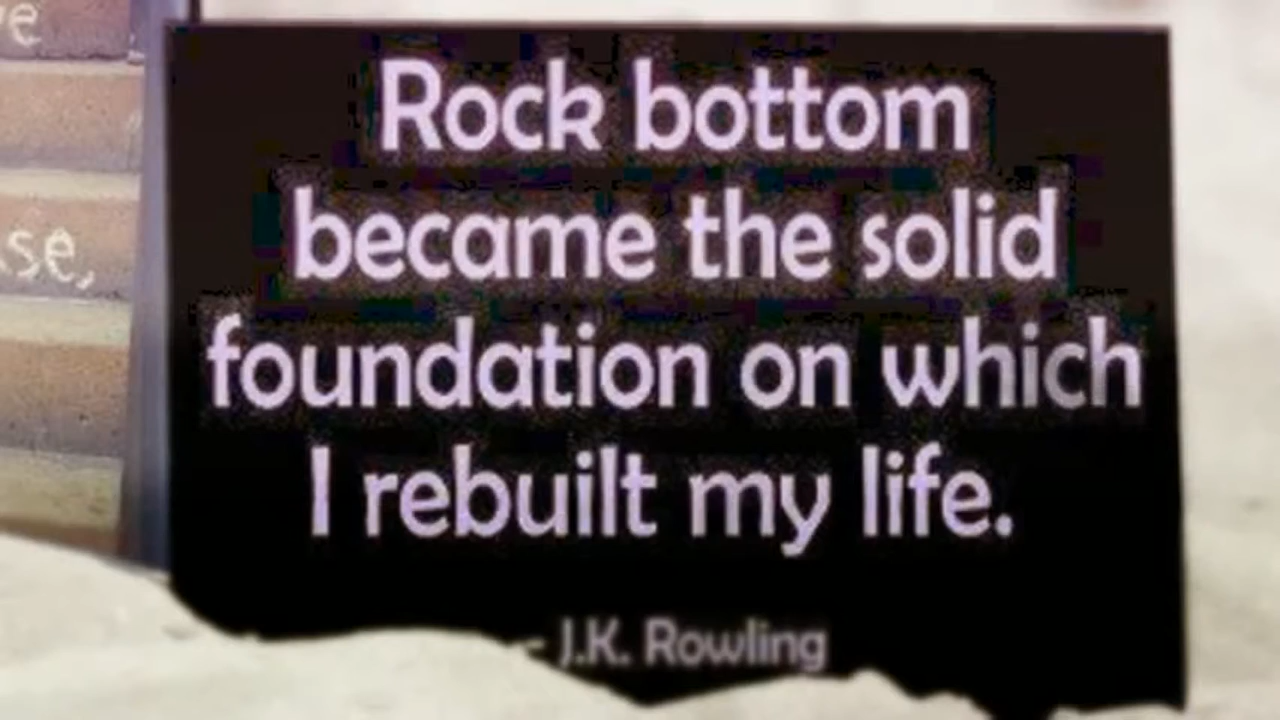 Rock bottom
became the solid
foundation on which
I rebuilt my life.
- J.K. Rowling